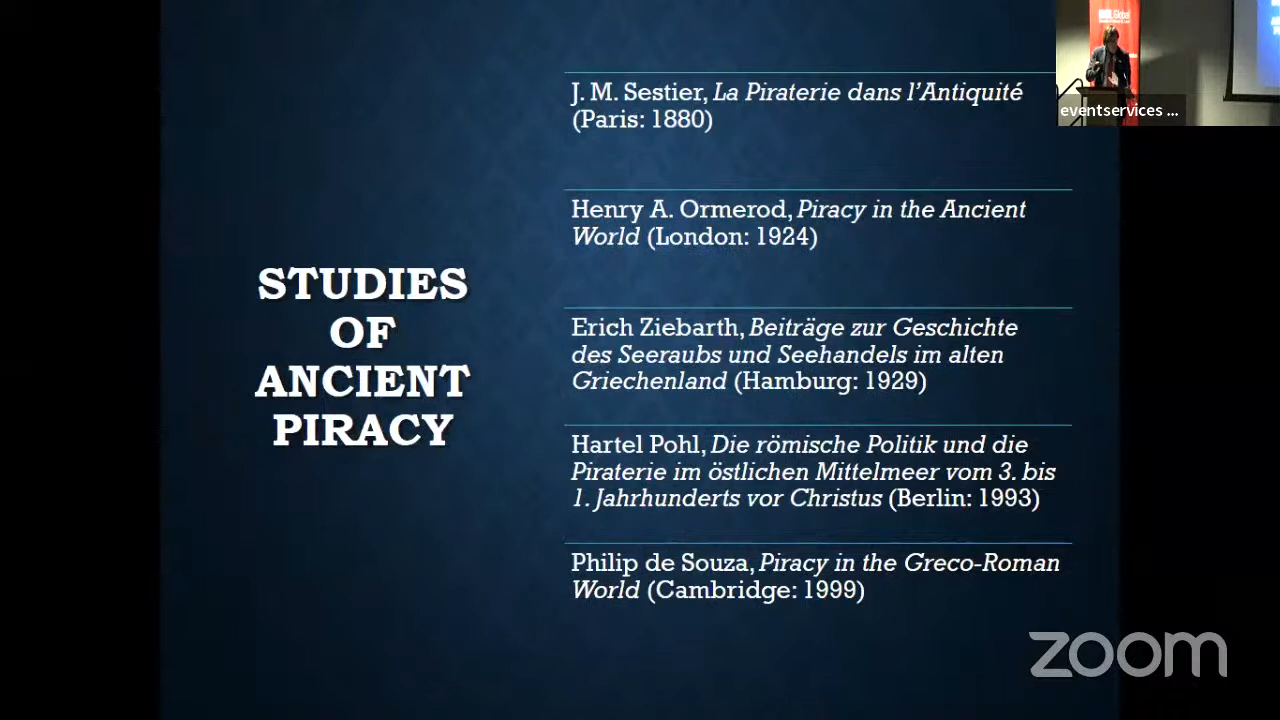 STUDIES
OF
ANCIENT
PIRACY
J. M. Sestier, La Piraterie dans l'Antiquité
(Paris: 1880)
Henry A. Ormerod, Piracy in the Ancient
World (London: 1924)
Erich Ziebarth, Beiträge zur Geschichte
des Seeraubs und Seehandels im alten
Griechenland (Hamburg: 1929)
Hartel Pohl, Die römische Politik und die
Piraterie im östlichen Mittelmeer vom 3. bis
1. Jahrhunderts vor Christus (Berlin: 1993)
Philip de Souza, Piracy in the Greco-Roman
World (Cambridge: 1999)
Global
eventservices ...
zoom